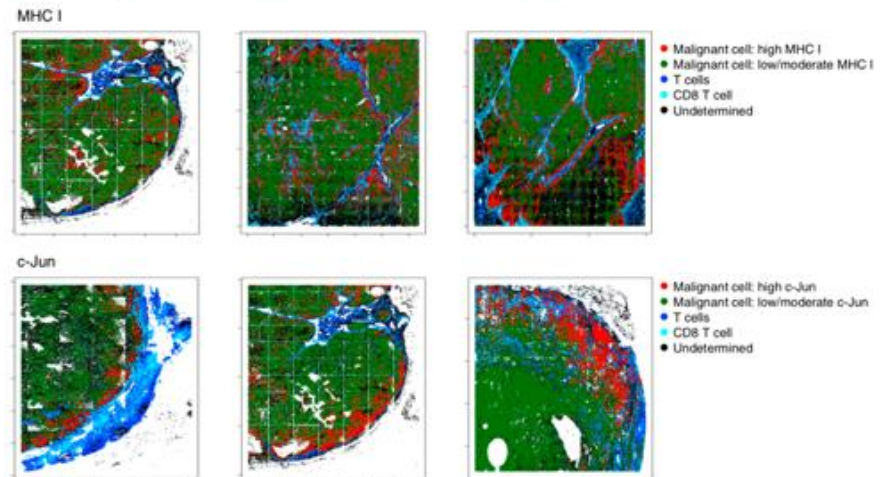 MHC I
Malignant cell: high MHC I
Malignant cell: low/moderate MHC I
T cells
CD8 T cell
Undetermined
c-Jun
Malignant cell: high c-Jun
Malignant cell: low/moderate c-Jun
T cells
CD8 T cell
Undetermined